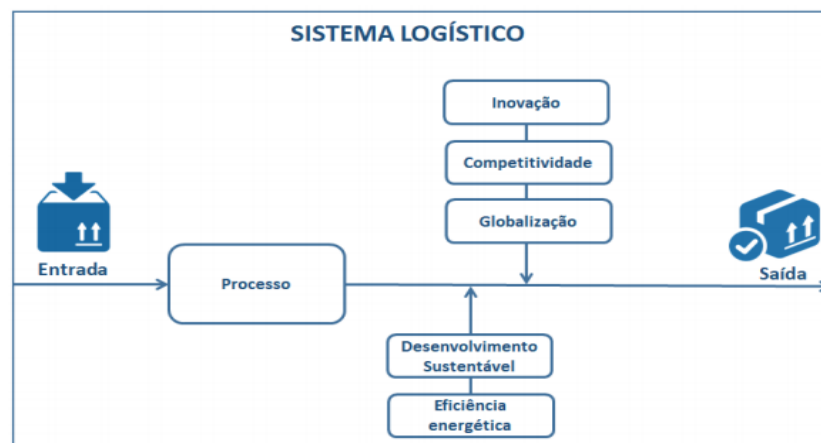 SISTEMA LOGÍSTICO
Inovação
Competitividade
Globalização
Entrada
Processo
Saída
Desenvolvimento
Sustentável
Eficiência
energética